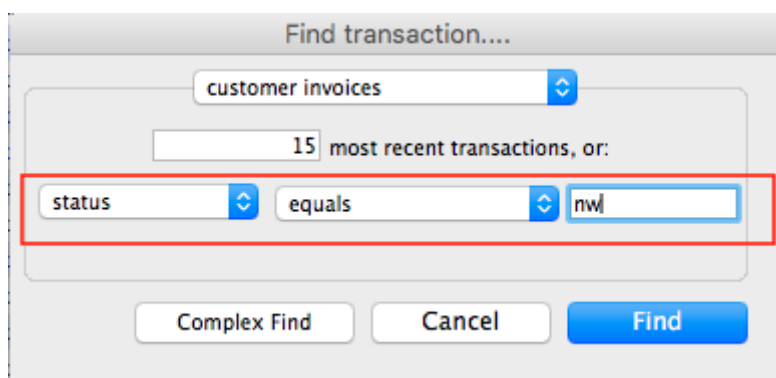 Find transaction....
customer invoices
15 most recent transactions, or:
status equals nw
Complex Find Cancel Find